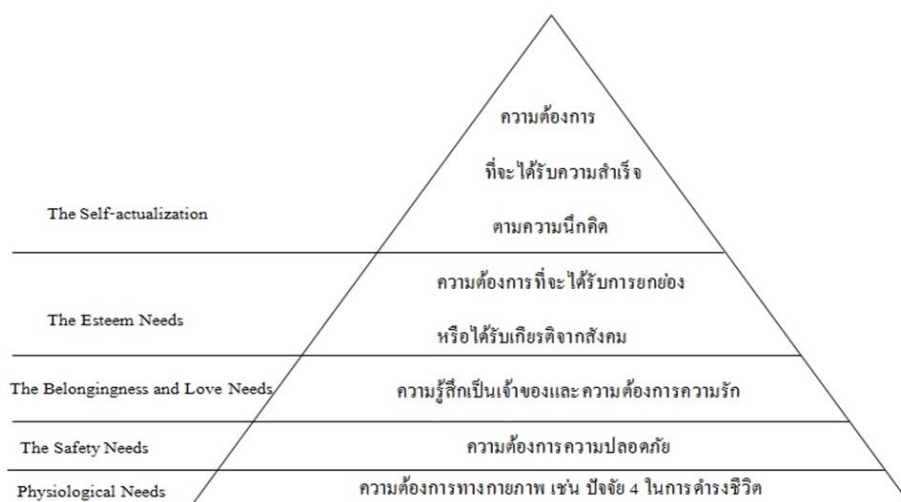 ความต้องการ
ที่จะได้รับความสำเร็จ
The Self-actualization
ตามความนึกคิด
ความต้องการที่จะได้รับการยกย่อง
The Esteem Needs
หรือได้รับเกียรติจากสังคม
The Belongingness and Love Needs
ความรู้สึกเป็นเจ้าของและความต้องการความรัก
The Safety Needs
ความต้องการความปลอดภัย
Physiological Needs
ความต้องการทางกายภาพ เช่น ปัจจัย 4 ในการดำรงชีวิต